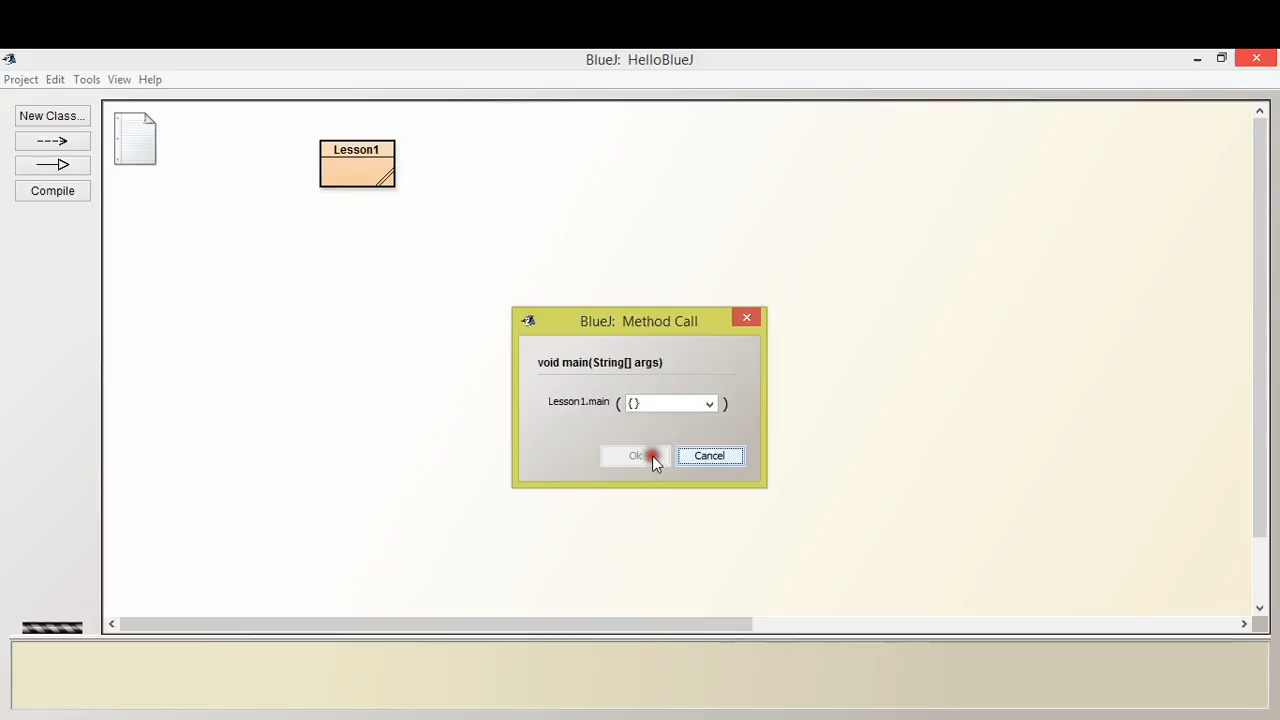 BlueJ: HelloBlueJ
Project Edit Tools View Help
New Class...
Compile
Lesson1
BlueJ: Method Call
void main(String[] args)
Lesson1.main ( {} )
Ok Cancel